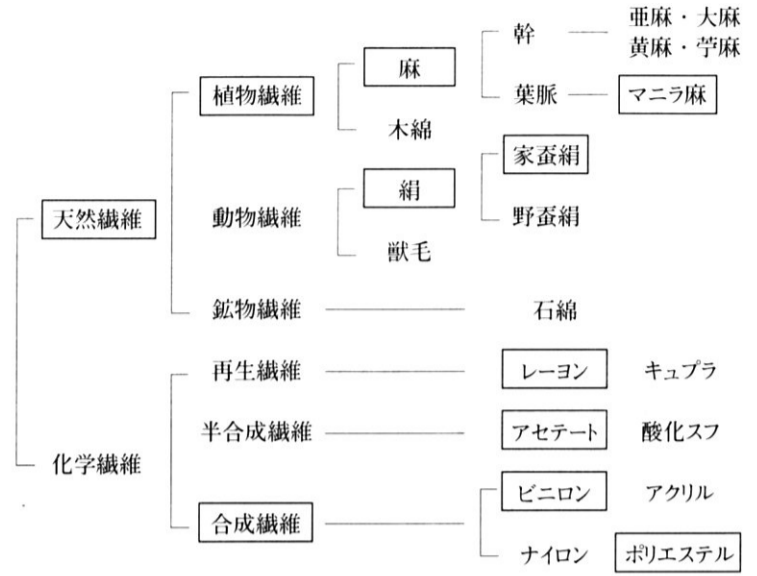 亜麻・大麻
幹
黄麻・苧麻
麻
植物繊維
葉脈
マニラ麻
木綿
家蚕絹
絹
天然繊維
動物繊維
野蚕絹
獣毛
鉱物繊維
石綿
再生繊維
レーヨン
キュプラ
半合成繊維
アセテート
酸化スフ
化学繊維
ビニロン
アクリル
合成繊維
ナイロン
ポリエステル